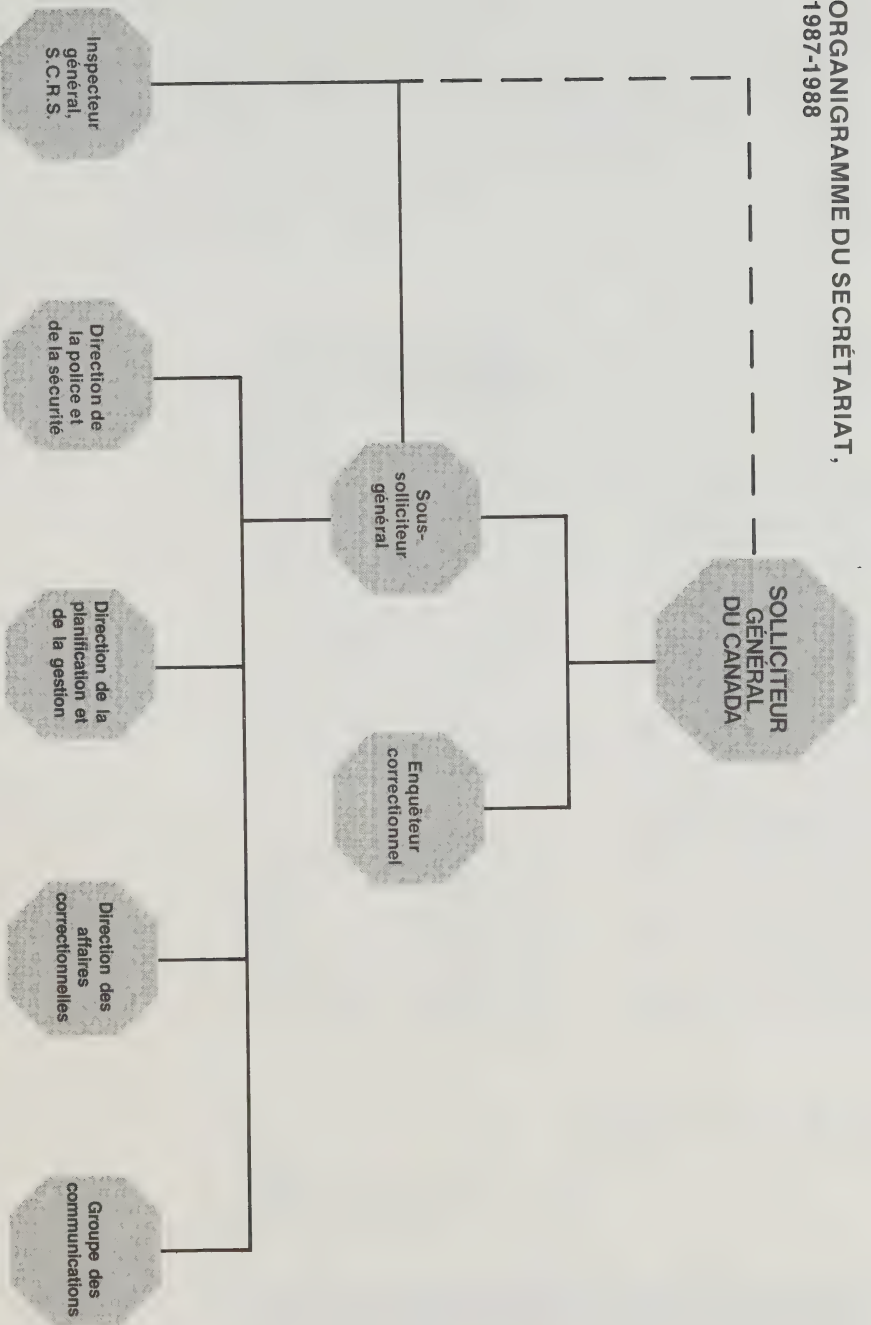 ORGANIGRAMME DU SECRÉTARIAT,
1987-1988
SOLLICITEUR
GÉNÉRAL
DU CANADA
Sous-
solliciteur
général
Enquêteur
correctionnel
Inspecteur
général,
S.C.R.S.
Direction de
la police et
de la sécurité
Direction de la
planification et
de la gestion
Direction des
affaires
correctionnelles
Groupe des
communications